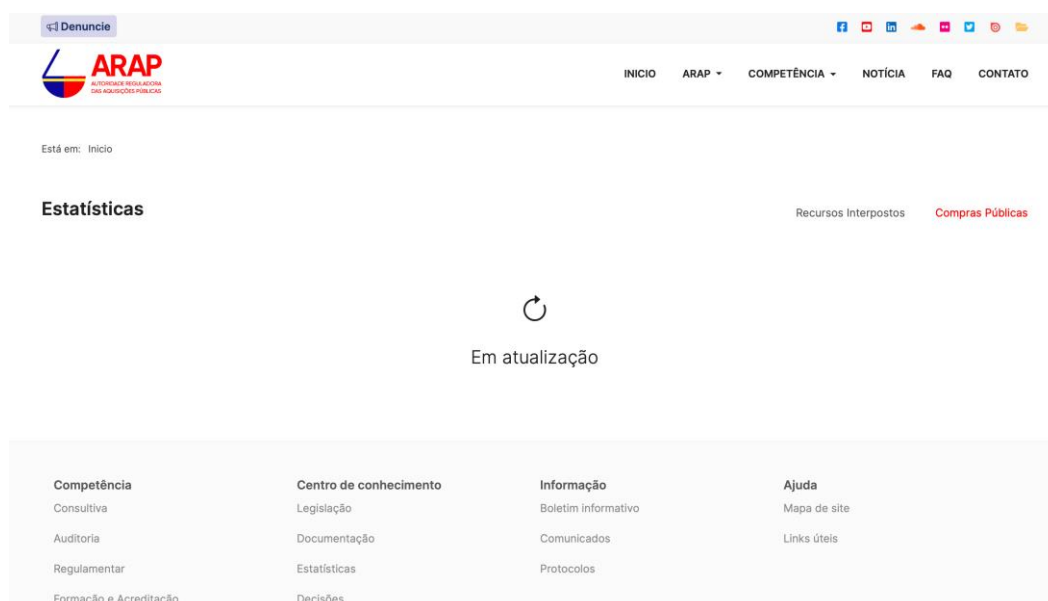 Denuncie
ARAP
AUTORIDADE REGULADORA
DAS AQUISIÇÕES PÚBLICAS
INICIO ARAP COMPETÊNCIA NOTÍCIA FAQ CONTATO
Está em: Inicio
Estatísticas
Recursos Interpostos Compras Públicas
Em atualização
Competência Centro de conhecimento Informação Ajuda
Consultiva Legislação Boletim informativo Mapa de site
Auditoria Documentação Comunicados Links úteis
Regulamentar Estatísticas Protocolos
Formação e Acreditação Decisões